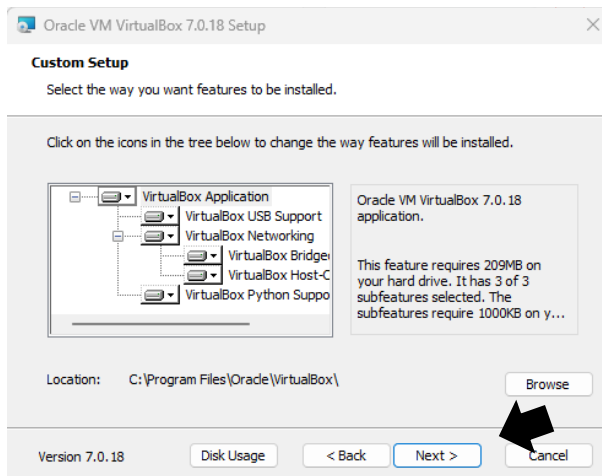 Oracle VM VirtualBox 7.0.18 Setup
Custom Setup
Select the way you want features to be installed.
Click on the icons in the tree below to change the way features will be installed.
VirtualBox Application
VirtualBox USB Support
VirtualBox Networking
VirtualBox Bridge
VirtualBox Host-C
VirtualBox Python Suppo
Oracle VM VirtualBox 7.0.18
application.
This feature requires 209MB on
your hard drive. It has 3 of 3
subfeatures selected. The
subfeatures require 1000KB on y...
Location: C:\Program Files\Oracle\VirtualBox\
Browse
Version 7.0.18 Disk Usage < Back Next > Cancel